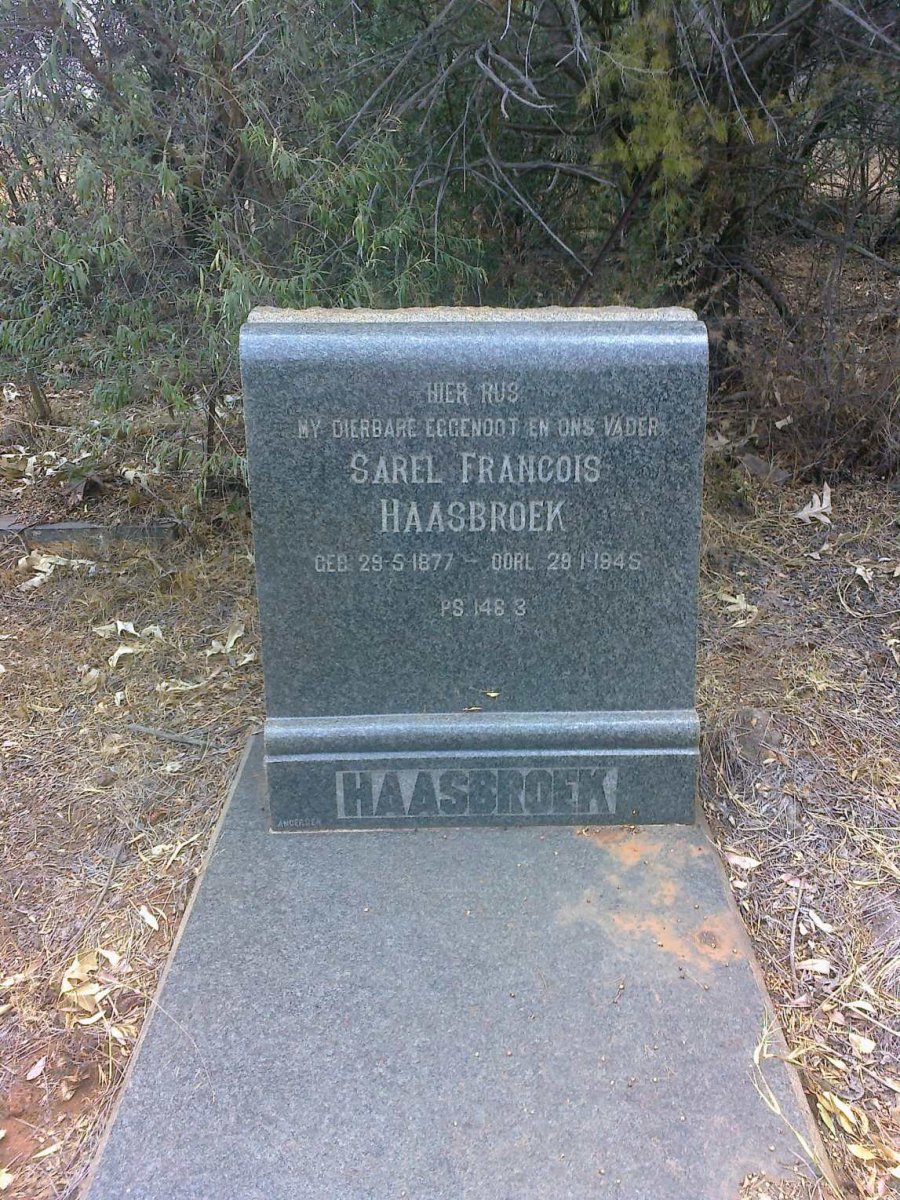 HIER RUS
MY DIERBARE EGGENOOT EN ONS VADER
SAREL FRANCOIS
HAASBROEK
GEB. 29-5-1877 — OORL. 29-1-1945
PS. 146:3
HAASBROEK
ANDERSEN